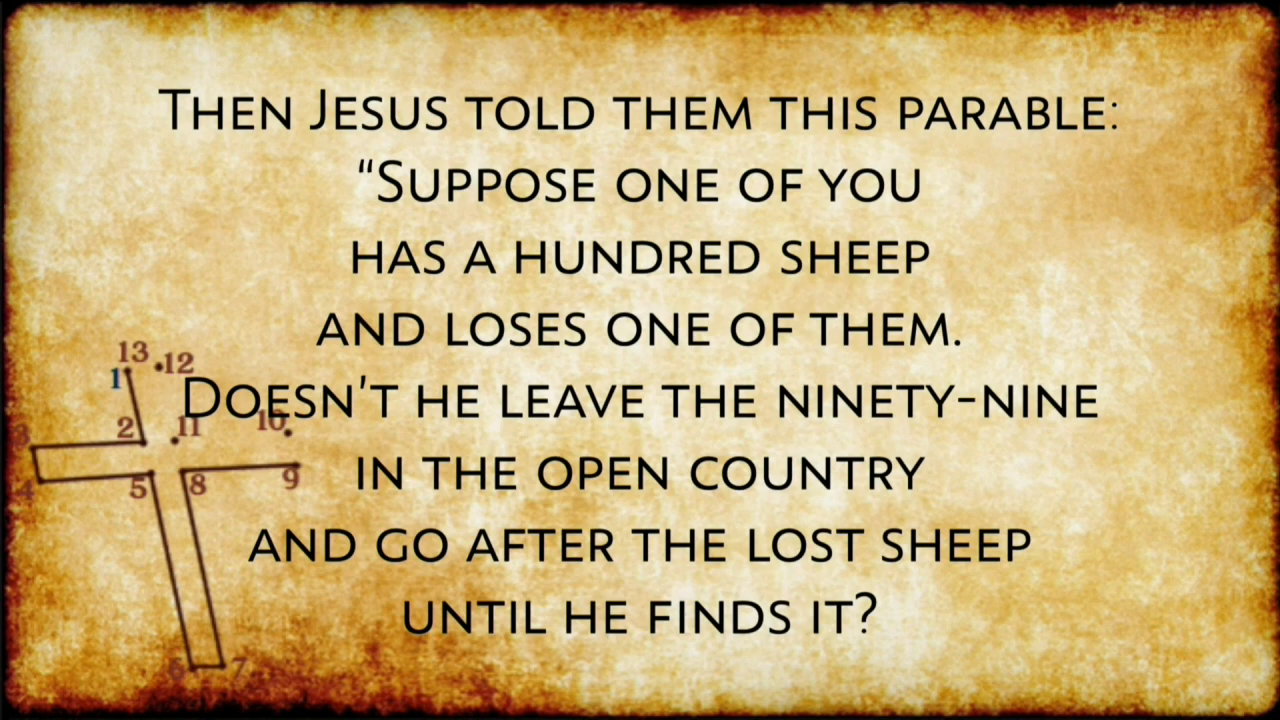 Then Jesus told them this parable:
“Suppose one of you
has a hundred sheep
and loses one of them.
Doesn’t he leave the ninety-nine
in the open country
and go after the lost sheep
until he finds it?
13 12
1
2 11 10
3
4 5 8 9
6 7